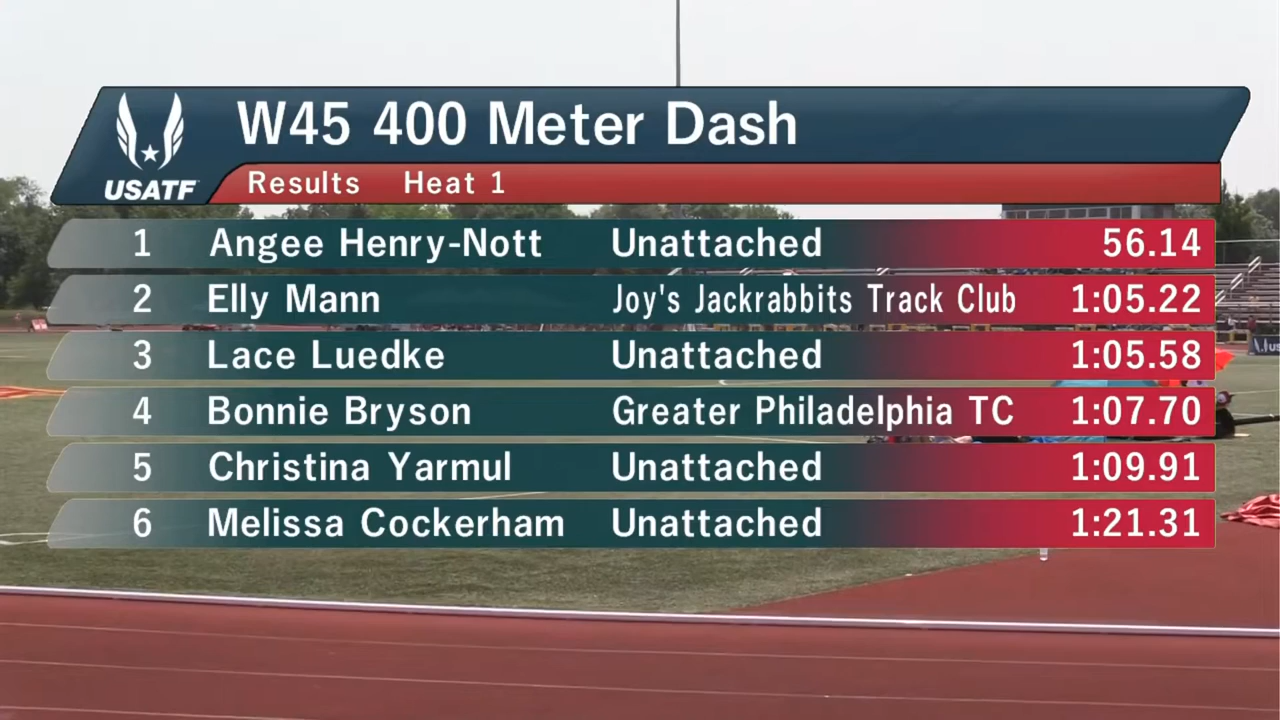 W45 400 Meter Dash
USATF
Results Heat 1
1 Angee Henry-Nott Unattached 56.14
2 Elly Mann Joy's Jackrabbits Track Club 1:05.22
3 Lace Luedke Unattached 1:05.58
4 Bonnie Bryson Greater Philadelphia TC 1:07.70
5 Christina Yarmul Unattached 1:09.91
6 Melissa Cockerham Unattached 1:21.31